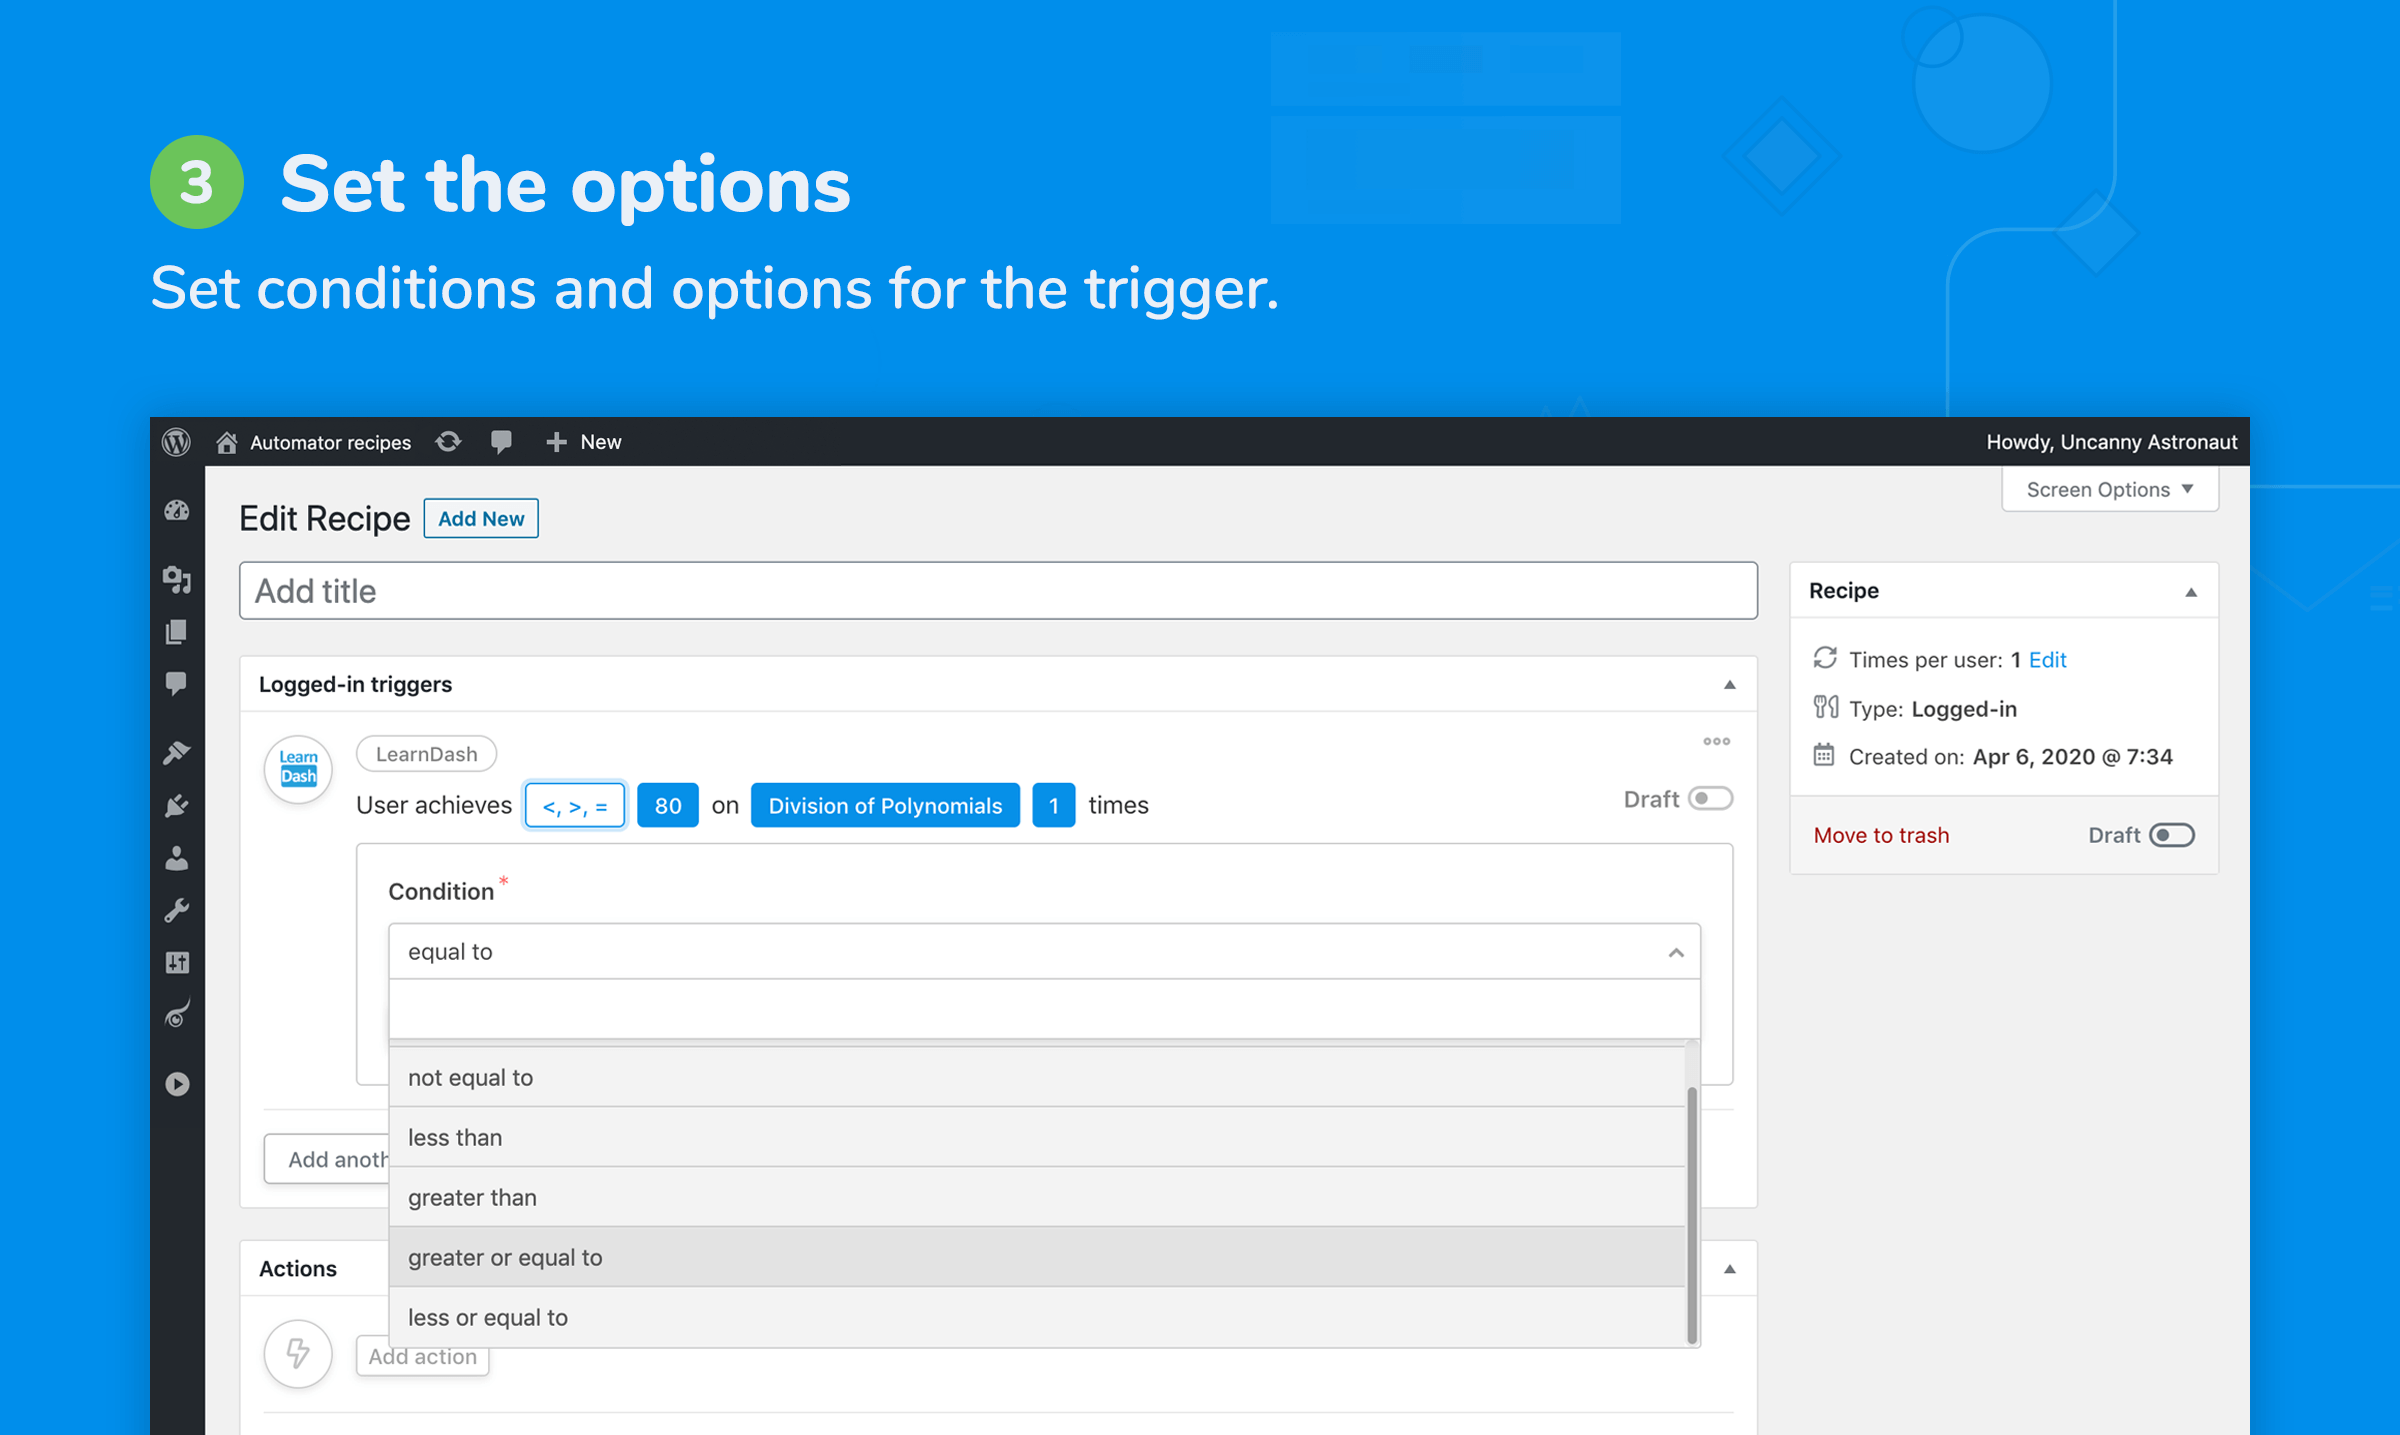 3 Set the options
Set conditions and options for the trigger.
Automator recipes
New
Howdy, Uncanny Astronaut
Screen Options
Edit Recipe
Add New
Add title
Logged-in triggers
Learn
Dash
LearnDash
User achieves <, >, = 80 on Division of Polynomials 1 times
Draft
Condition *
equal to
not equal to
less than
greater than
greater or equal to
less or equal to
Add anoth
Actions
Add action
Recipe
Times per user: 1 Edit
Type: Logged-in
Created on: Apr 6, 2020 @ 7:34
Move to trash
Draft